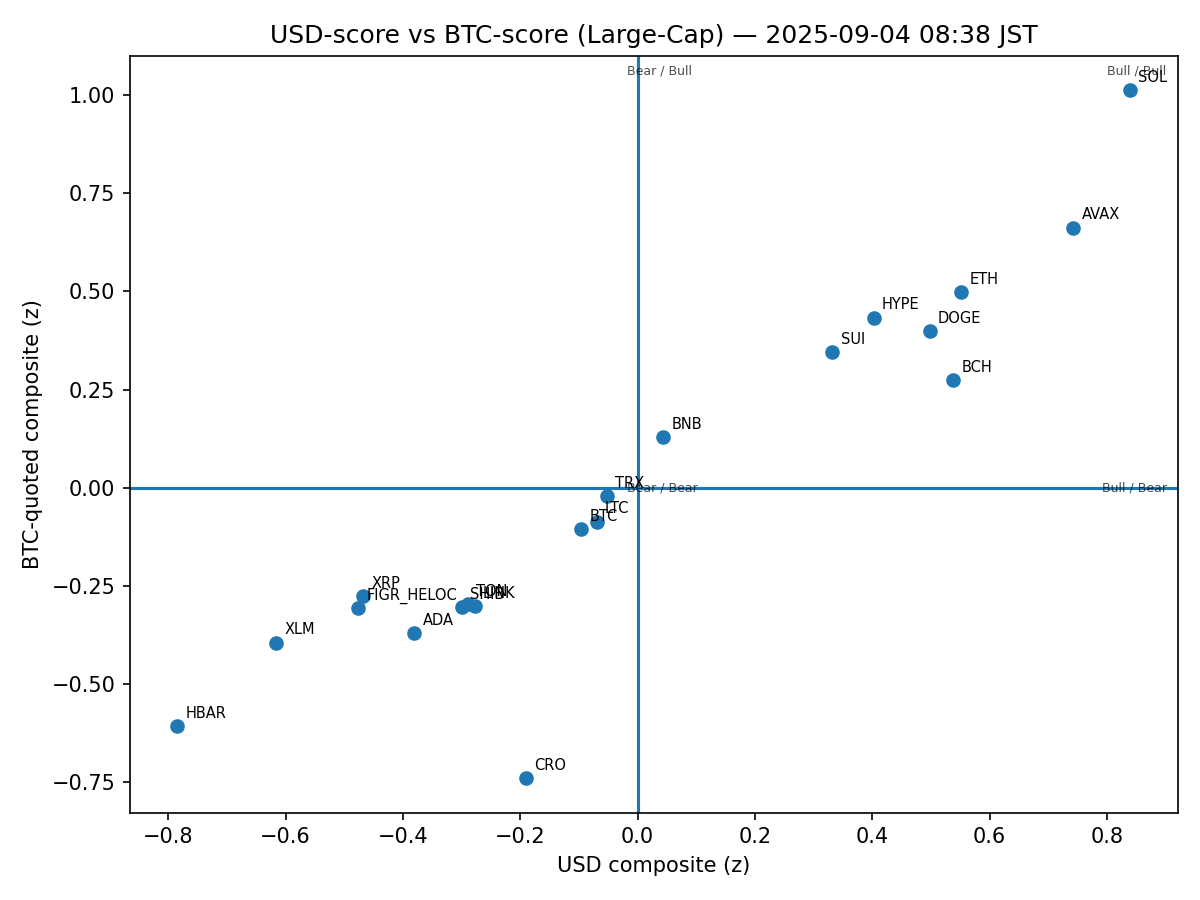 USD-score vs BTC-score (Large-Cap) — 2025-09-04 08:38 JST
Bear / Bull
Bull / Bull
SOL
AVAX
ETH
HYPE
DOGE
SUI
BCH
BNB
TRX
Bear / Bear
Bull / Bear
LTC
BTC
XRP
FIGR_HELOC
SHIB
TON
LINK
ADA
XLM
HBAR
CRO
1.00
0.75
0.50
0.25
0.00
−0.25
−0.50
−0.75
BTC-quoted composite (z)
−0.8 −0.6 −0.4 −0.2 0.0 0.2 0.4 0.6 0.8
USD composite (z)